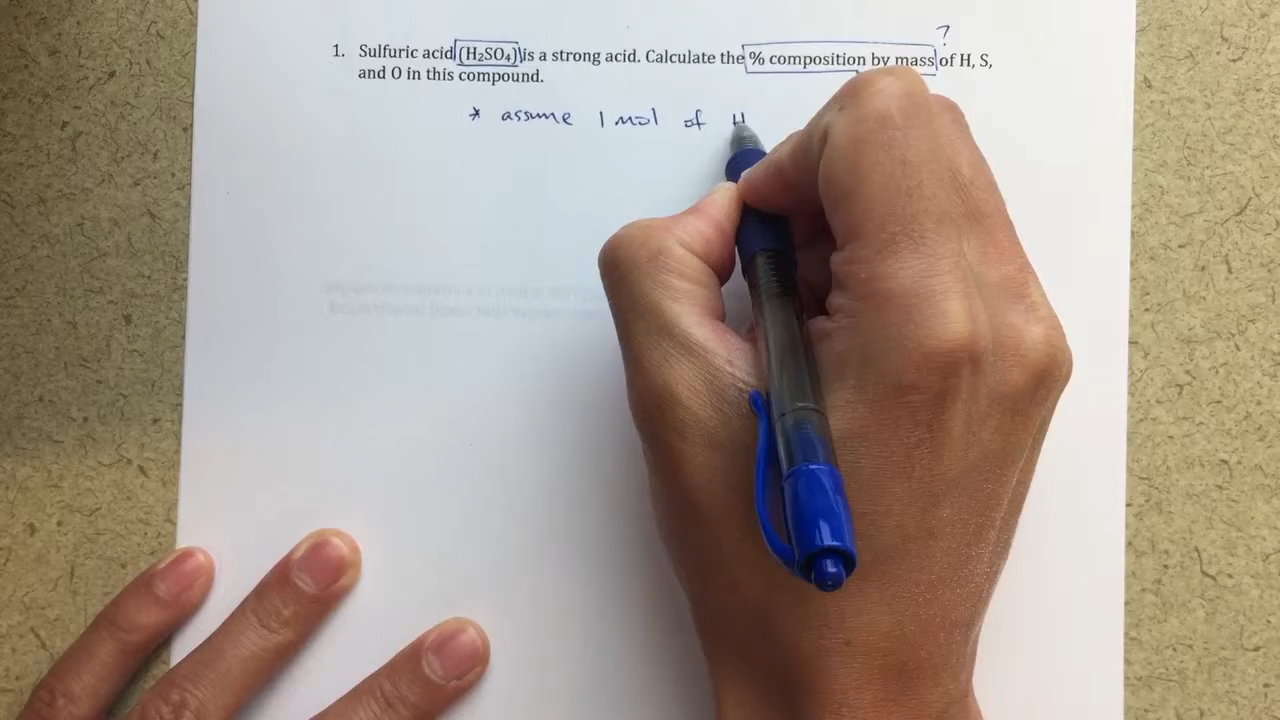 ?
1. Sulfuric acid (H₂SO₄) is a strong acid. Calculate the % composition by mass of H, S,
and O in this compound.
* assume 1 mol of H